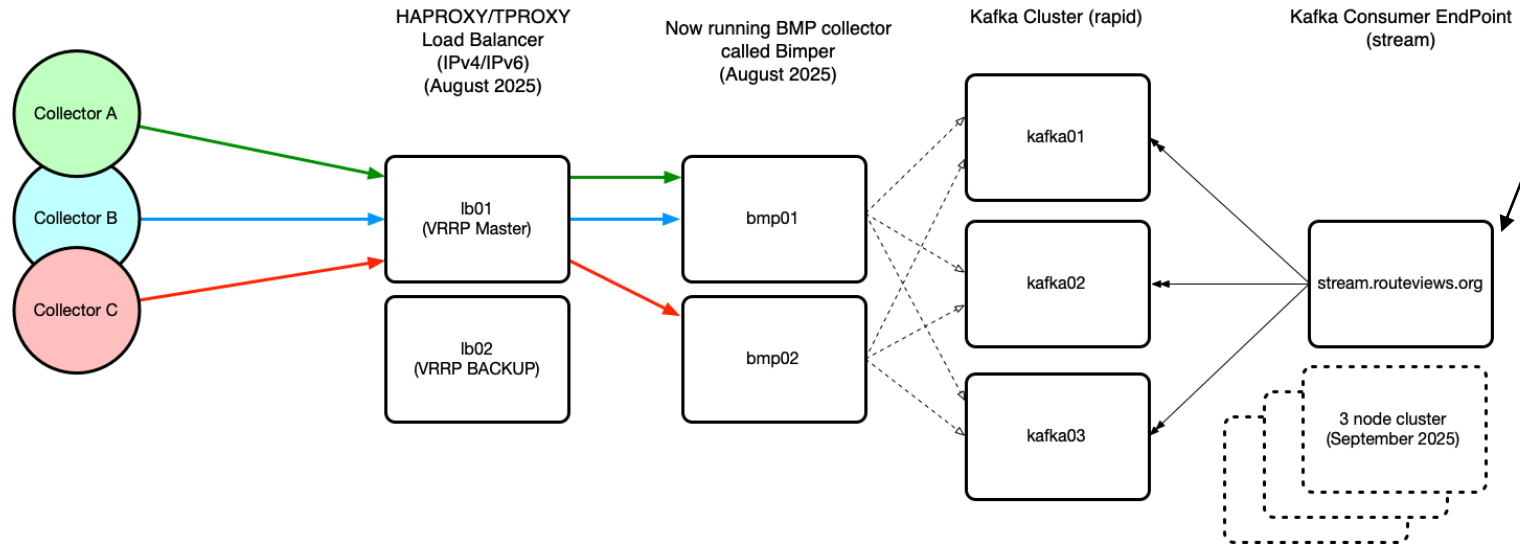 HAPROXY/TPROXY
Load Balancer
(IPv4/IPv6)
(August 2025)
Now running BMP collector
called Bimper
(August 2025)
Kafka Cluster (rapid)
Kafka Consumer EndPoint
(stream)
Collector A
Collector B
Collector C
lb01
(VRRP Master)
lb02
(VRRP BACKUP)
bmp01
bmp02
kafka01
kafka02
kafka03
stream.routeviews.org
3 node cluster
(September 2025)